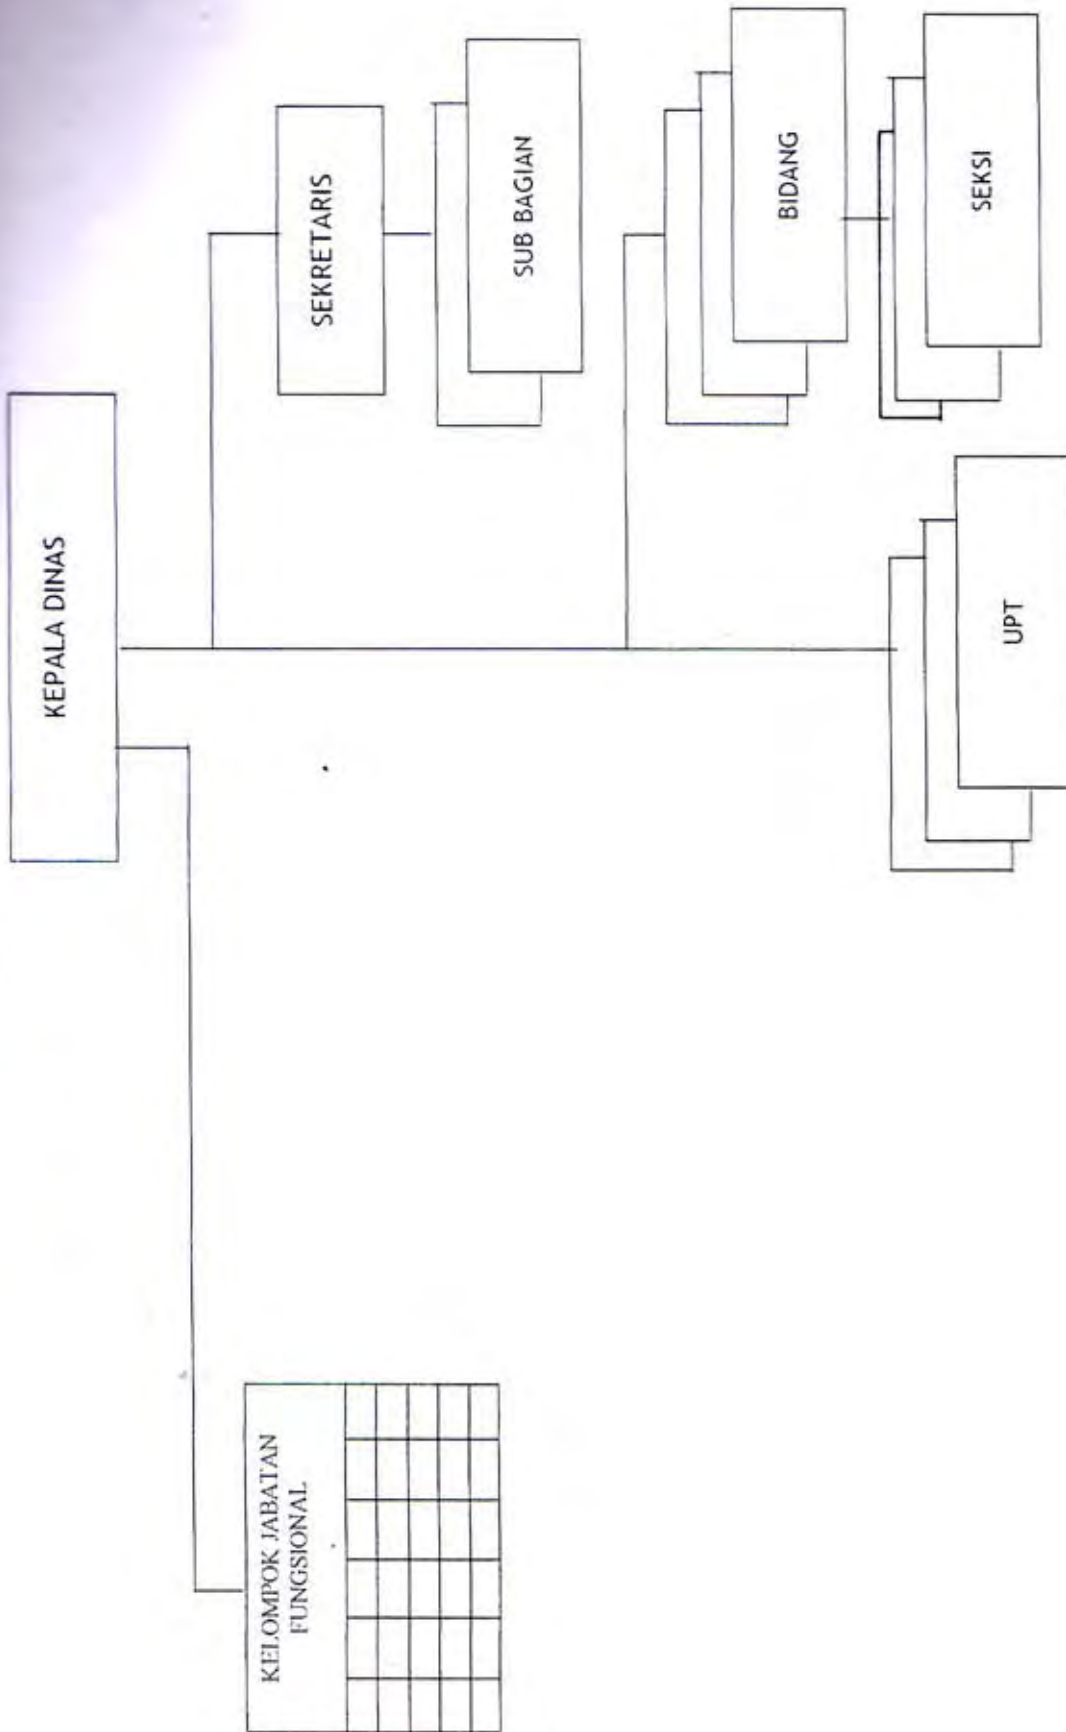 KEPALA DINAS
KELOMPOK JABATAN
FUNGSIONAL
SEKRETARIS
SUB BAGIAN
BIDANG
SEKSI
UPT